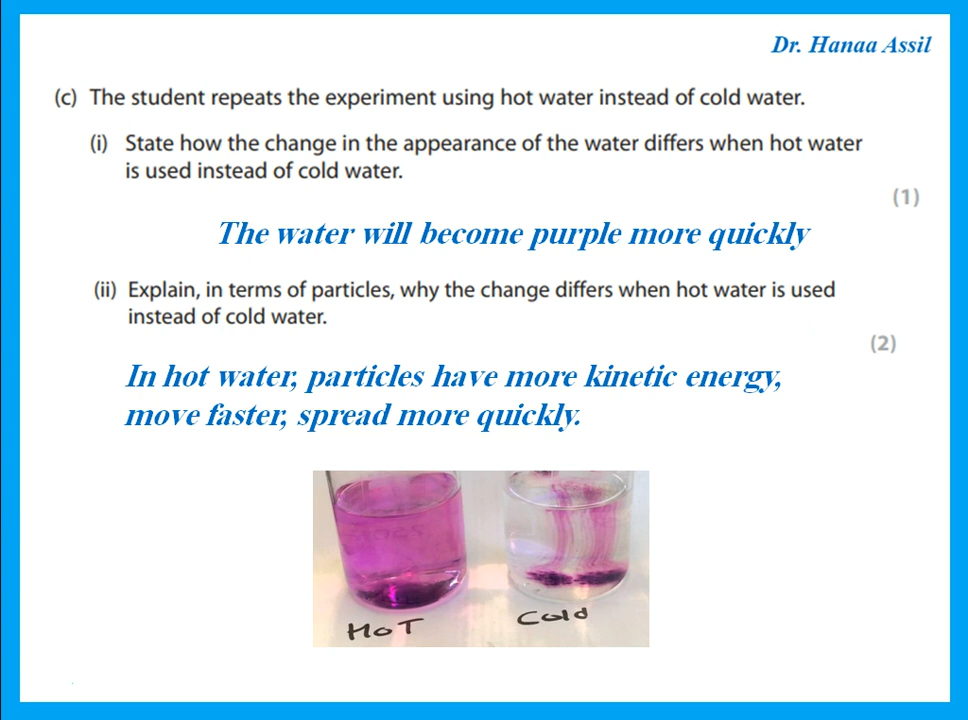 Dr. Hanaa Assil
(c) The student repeats the experiment using hot water instead of cold water.
(i) State how the change in the appearance of the water differs when hot water
is used instead of cold water.
(1)
The water will become purple more quickly
(ii) Explain, in terms of particles, why the change differs when hot water is used
instead of cold water.
(2)
In hot water, particles have more kinetic energy,
move faster, spread more quickly.
HOT
Cold